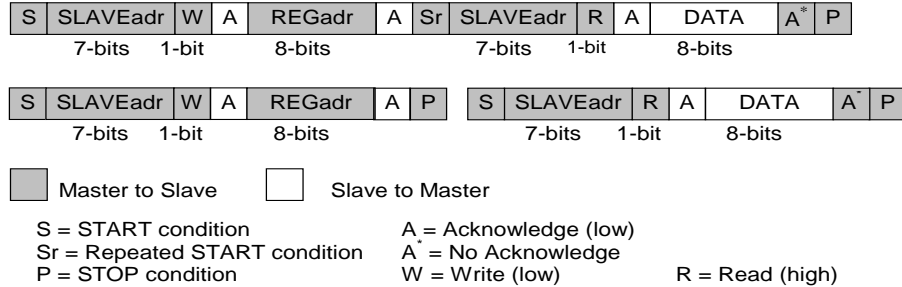 S SLAVEadr W A REGadr A Sr SLAVEadr R A DATA A* P
7-bits 1-bit 8-bits 7-bits 1-bit 8-bits
S SLAVEadr W A REGadr A P S SLAVEadr R A DATA A- P
7-bits 1-bit 8-bits 7-bits 1-bit 8-bits
Master to Slave Slave to Master
S = START condition A = Acknowledge (low)
Sr = Repeated START condition A* = No Acknowledge
P = STOP condition W = Write (low) R = Read (high)